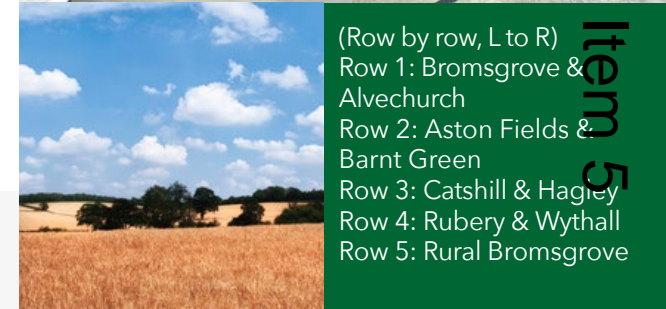 (Row by row, L to R)
Row 1: Bromsgrove &
Alvechurch
Row 2: Aston Fields &
Barnt Green
Row 3: Catshill & Hagley
Row 4: Rubery & Wythall
Row 5: Rural Bromsgrove
Item 5